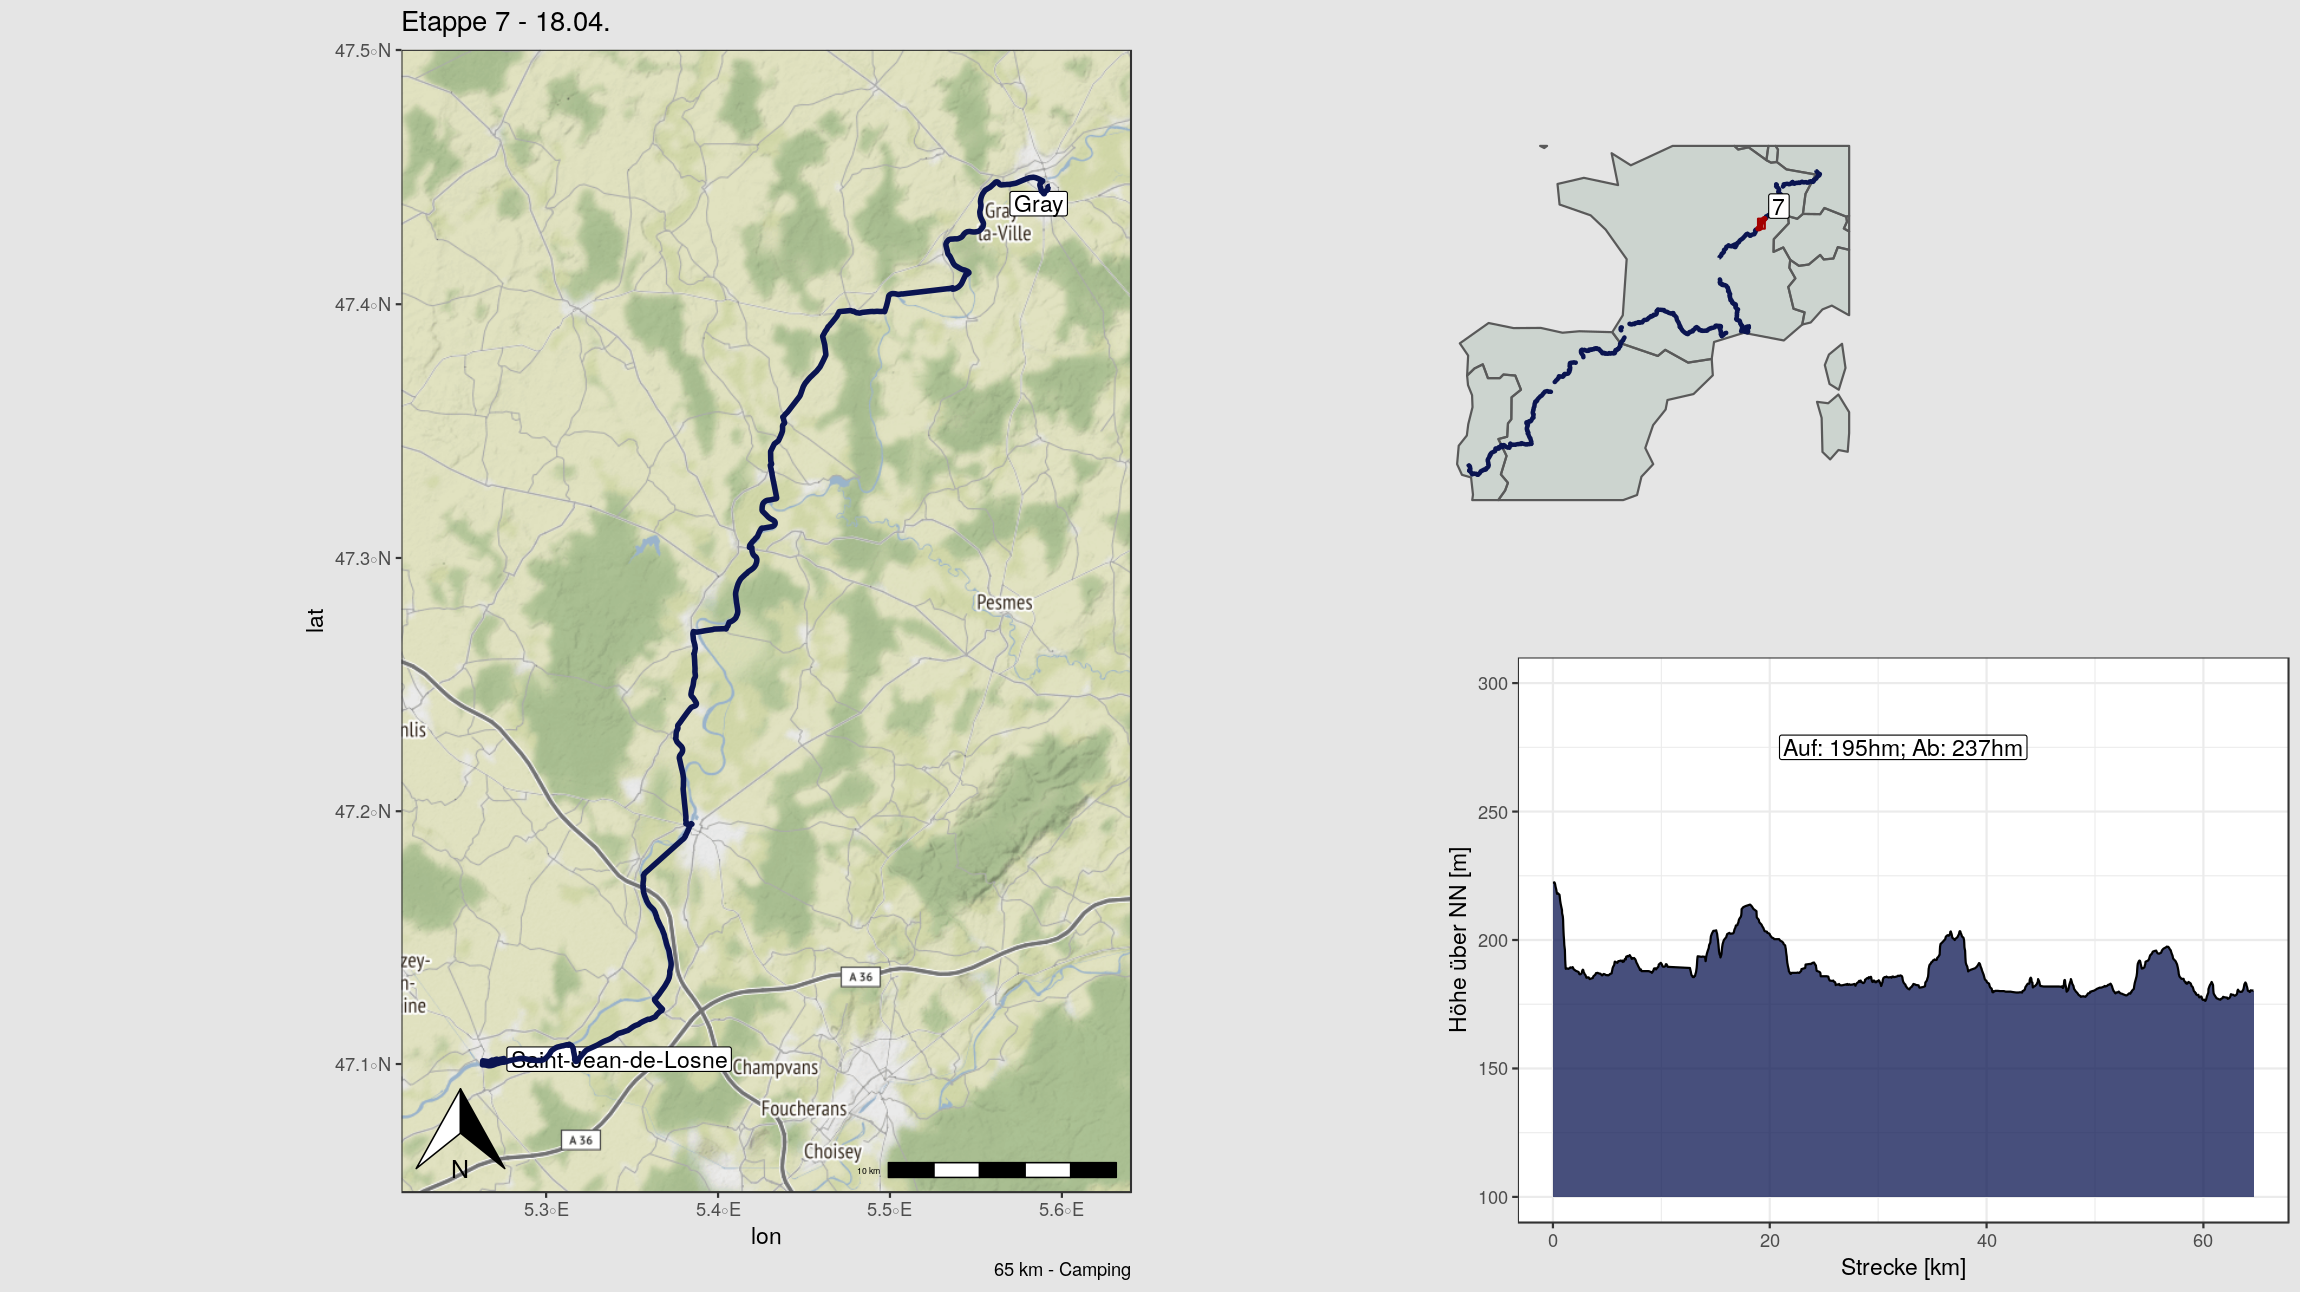 Etappe 7 - 18.04.
47.5◦N
47.4◦N
47.3◦N
47.2◦N
47.1◦N
lat
Gray
Gray-
la-Ville
Pesmes
nlis
zey-
n-
ine
A 36
Saint-Jean-de-Losne
Champvans
Foucherans
A 36
Choisey
N
10 km
5.3◦E
5.4◦E
5.5◦E
5.6◦E
lon
65 km - Camping
7
300
250
200
150
100
Höhe über NN [m]
Auf: 195hm; Ab: 237hm
0
20
40
60
Strecke [km]